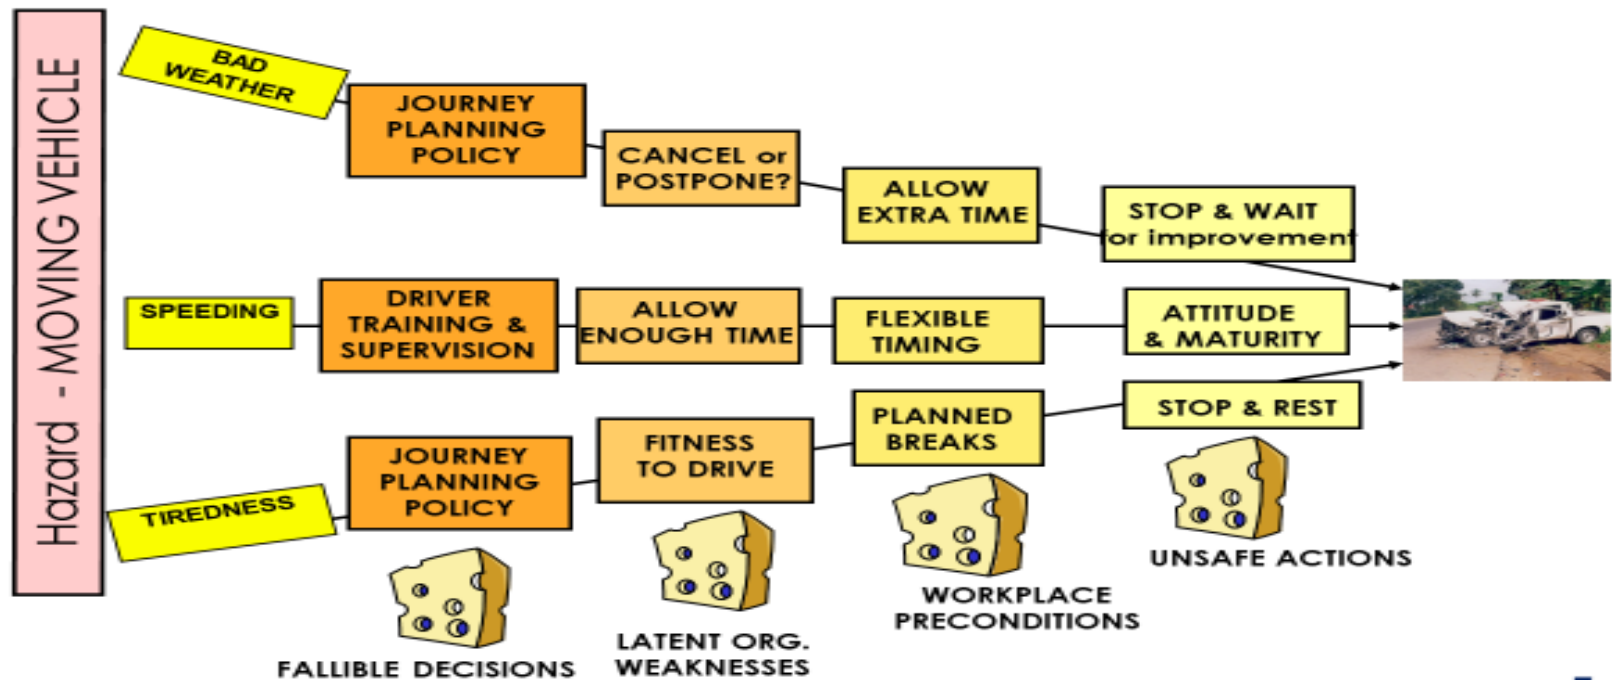 Hazard - MOVING VEHICLE
BAD
WEATHER
JOURNEY
PLANNING
POLICY
CANCEL or
POSTPONE?
ALLOW
EXTRA TIME
STOP & WAIT
for improvement
SPEEDING
DRIVER
TRAINING &
SUPERVISION
ALLOW
ENOUGH TIME
FLEXIBLE
TIMING
ATTITUDE
& MATURITY
TIREDNESS
JOURNEY
PLANNING
POLICY
FITNESS
TO DRIVE
PLANNED
BREAKS
STOP & REST
FALLIBLE DECISIONS
LATENT ORG.
WEAKNESSES
WORKPLACE
PRECONDITIONS
UNSAFE ACTIONS